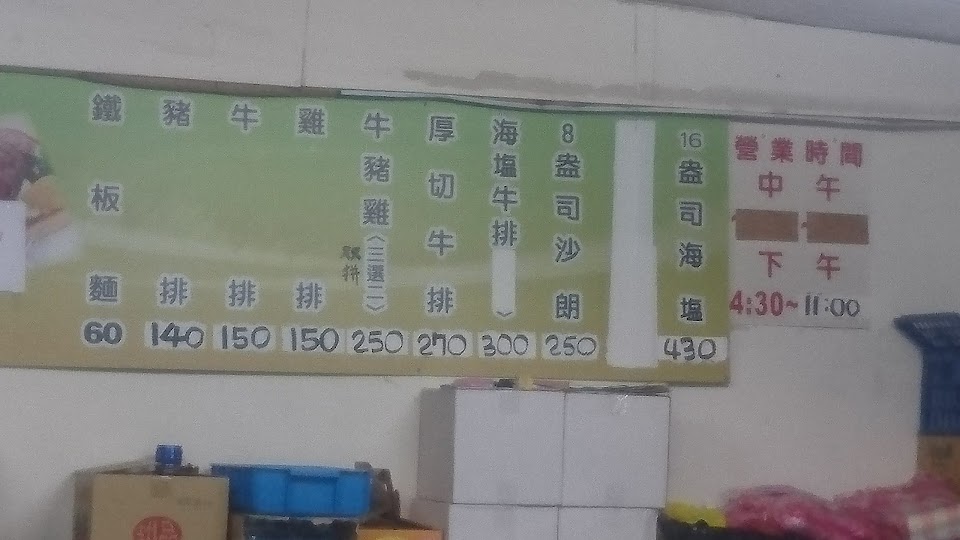 鐵板麵 60
豬排 140
牛排 150
雞排 150
牛豬雞(三選二) 250
雙拼
厚切牛排 270
海塩牛排 ) 300
8盎司沙朗 250
16盎司海塩 430
營業時間
中午
下午
4:30~11:00